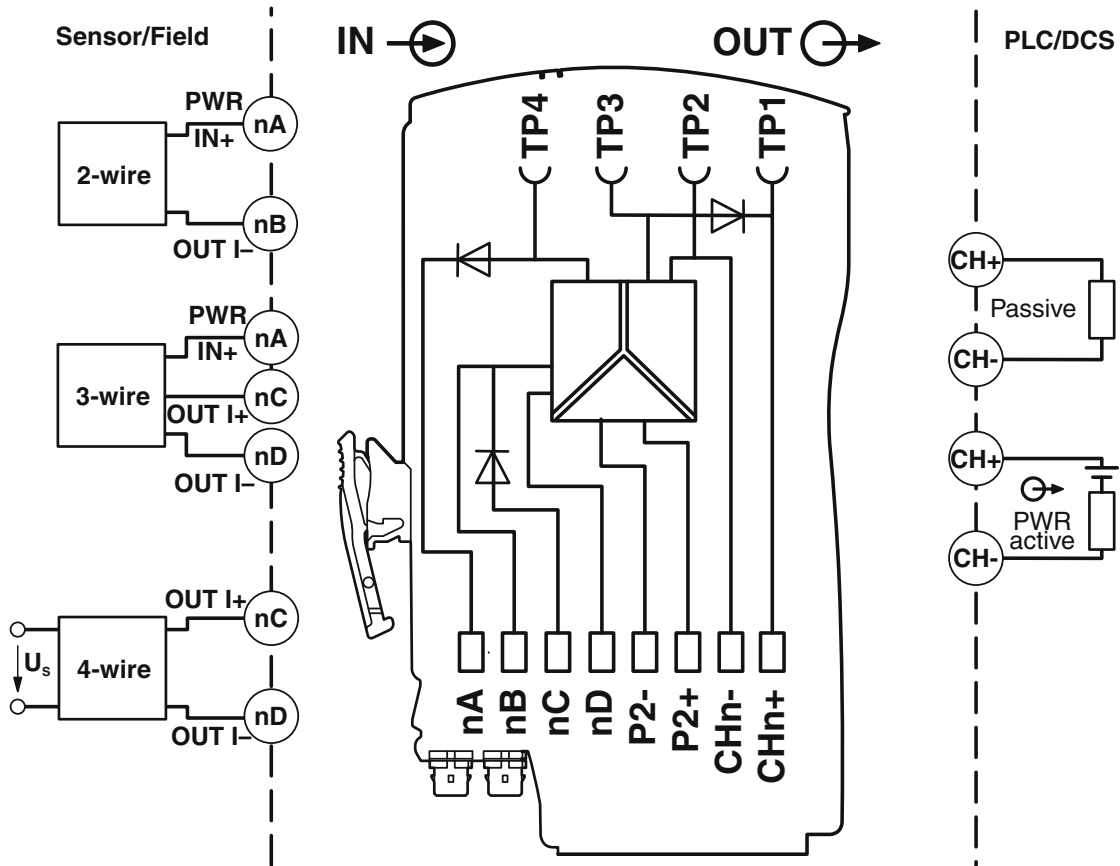 Sensor/Field
IN
OUT
PLC/DCS
PWR
IN+
nA
2-wire
nB
OUT I–
PWR
IN+
nA
3-wire
nC
OUT I+
nD
OUT I–
OUT I+
nC
Us
4-wire
nD
OUT I–
TP4
TP3
TP2
TP1
nA
nB
nC
nD
P2-
P2+
CHn-
CHn+
CH+
Passive
CH-
CH+
PWR
active
CH-